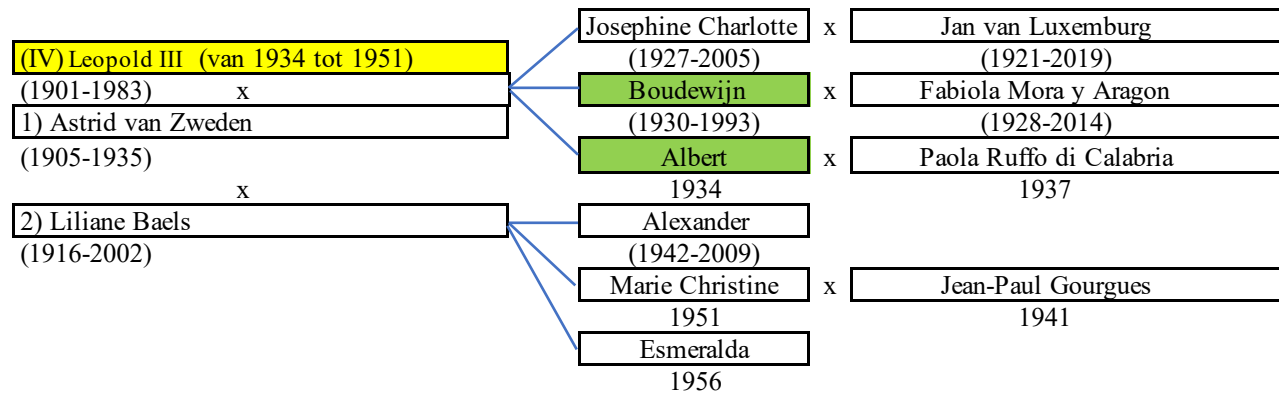 Josephine Charlotte x Jan van Luxemburg
(IV) Leopold III (van 1934 tot 1951) (1927-2005) (1921-2019)
(1901-1983) x Boudewijn x Fabiola Mora y Aragon
1) Astrid van Zweden (1930-1993) (1928-2014)
(1905-1935) Albert x Paola Ruffo di Calabria
x 1934 1937
2) Liliane Baels Alexander
(1916-2002) (1942-2009)
Marie Christine x Jean-Paul Gourgues
1951 1941
Esmeralda
1956